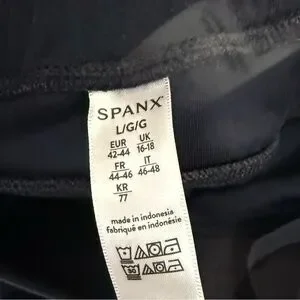 SPANX
L/G/G
EUR UK
42-44 16-18
FR IT
44-46 46-48
KR
77
made in indonesia
fabriqué en indonésie